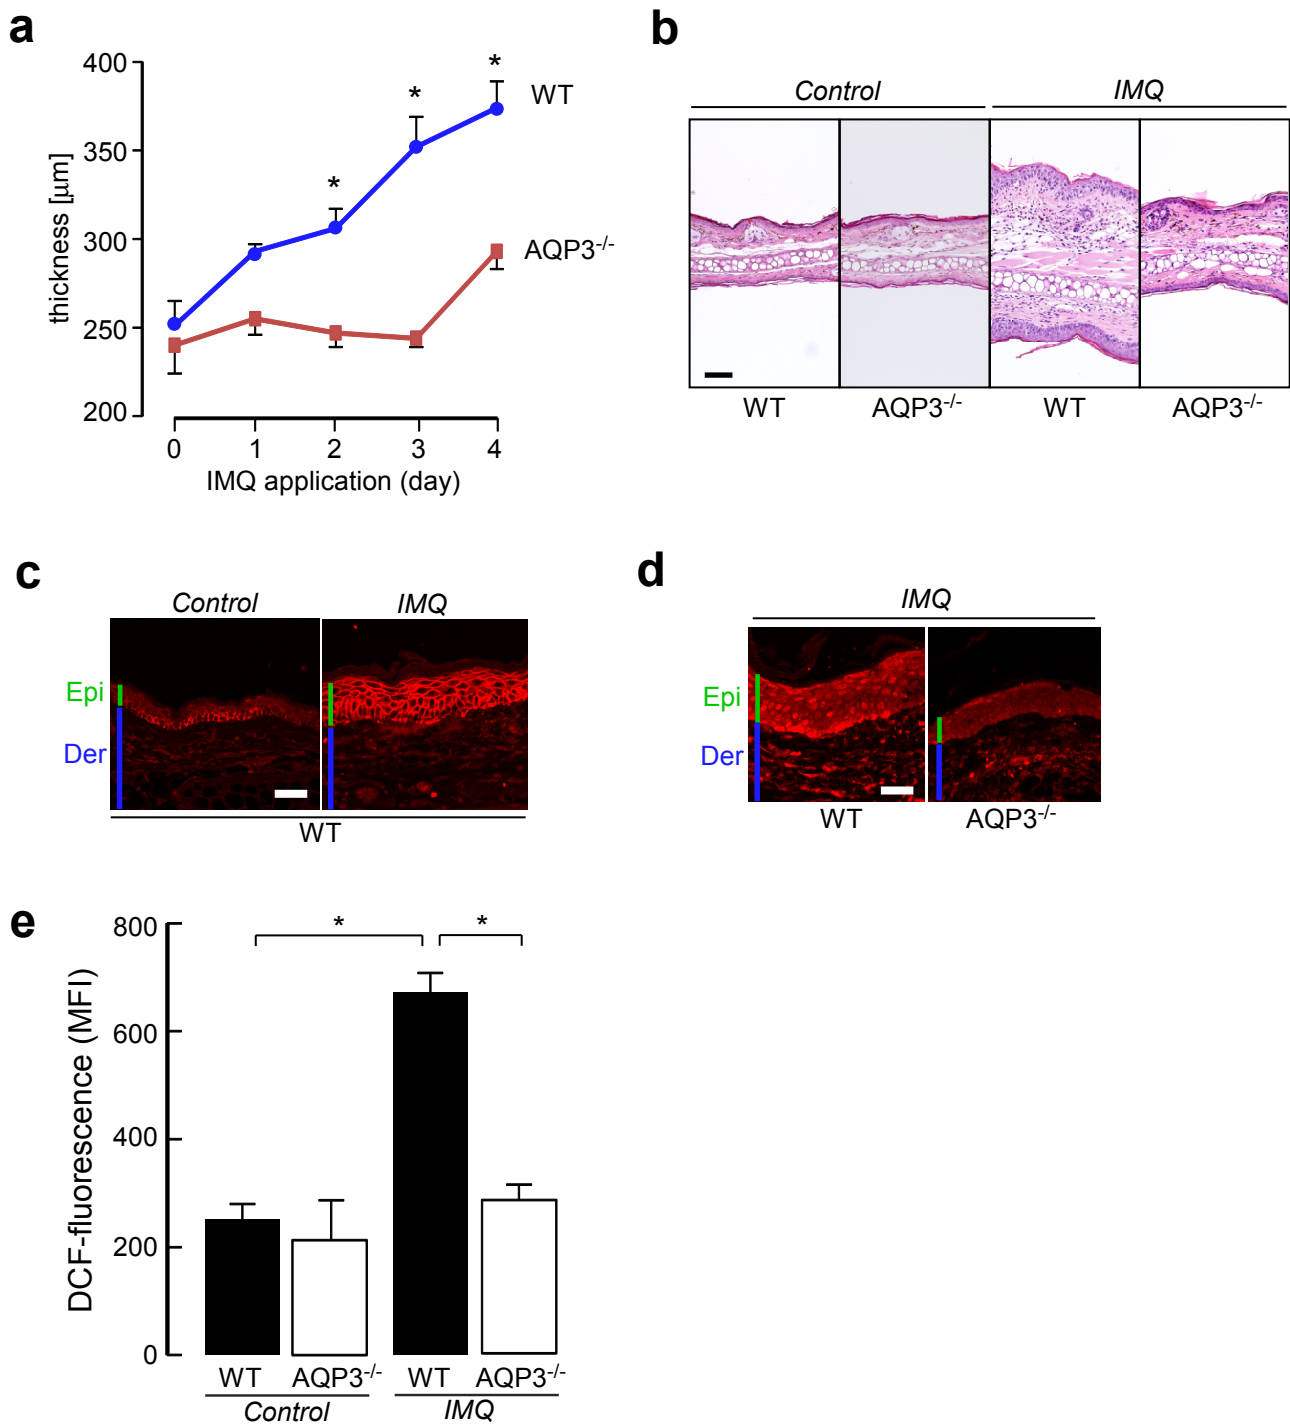 a
400
350
300
250
200
thickness [μm]
*
*
*
WT
AQP3-/-
0 1 2 3 4
IMQ application (day)
b
Control IMQ
WT AQP3-/- WT AQP3-/-
c
Control IMQ
Epi
Der
WT
d
IMQ
Epi
Der
WT AQP3-/-
e
800
600
400
200
0
DCF-fluorescence (MFI)
* *
WT AQP3-/- WT AQP3-/-
Control IMQ